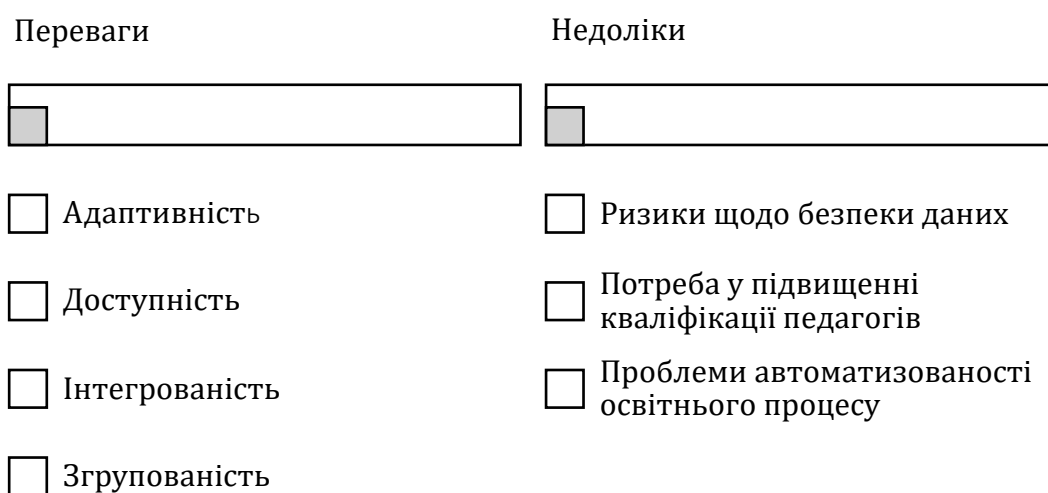 Переваги
Адаптивність
Доступність
Інтегрованість
Згрупованість
Недоліки
Ризики щодо безпеки даних
Потреба у підвищенні
кваліфікації педагогів
Проблеми автоматизованості
освітнього процесу